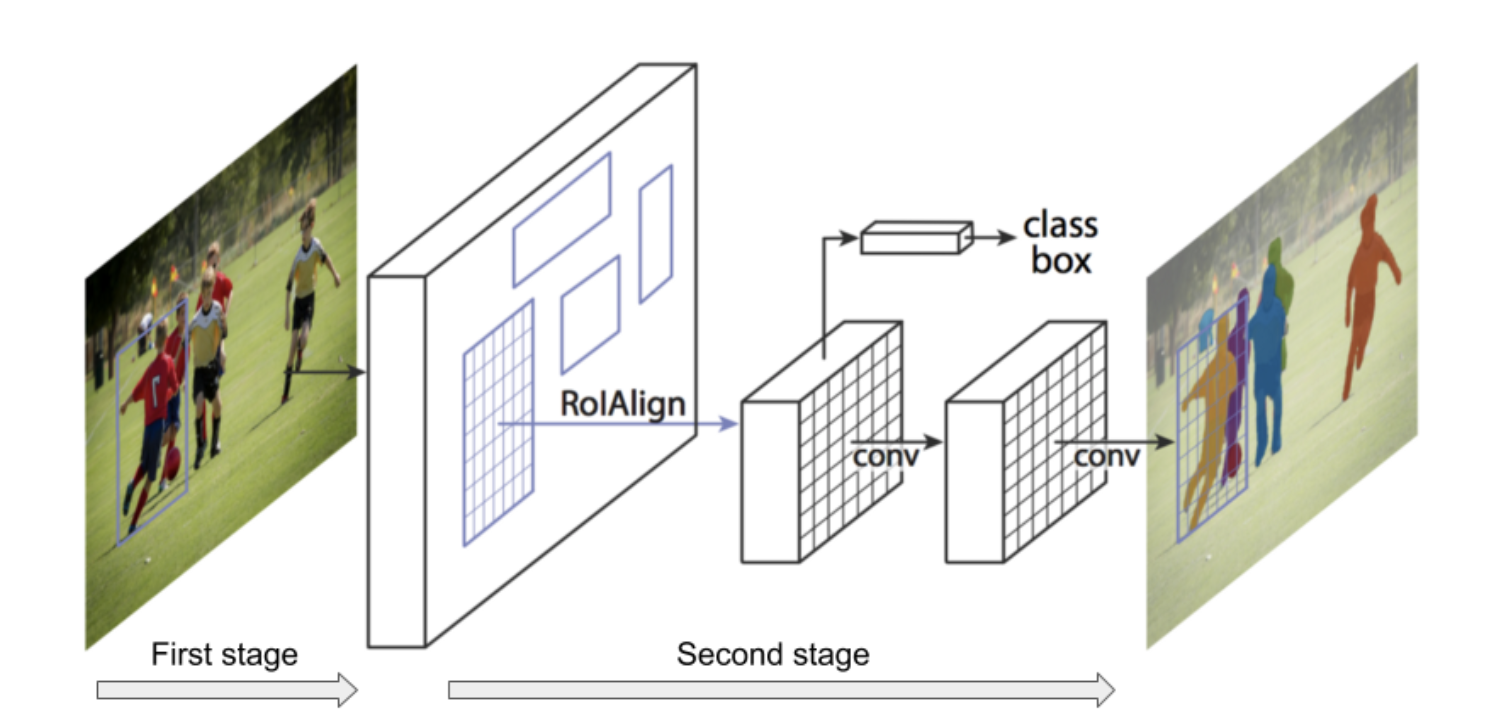 class
box
RoIAlign
conv
conv
First stage
Second stage